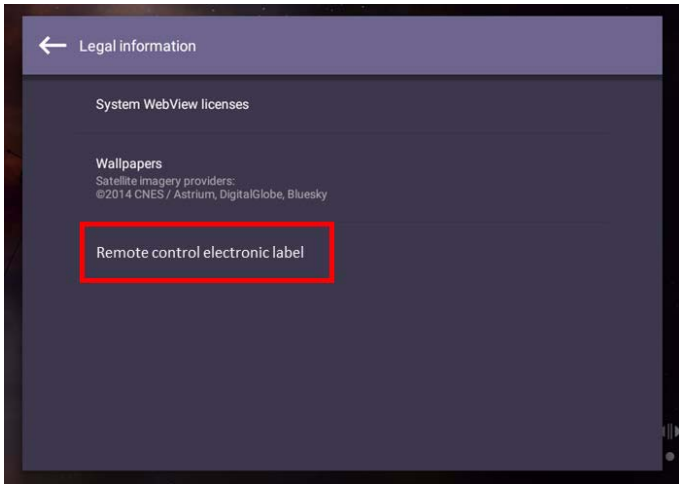 Legal information
System WebView licenses
Wallpapers
Satellite imagery providers:
©2014 CNES / Astrium, DigitalGlobe, Bluesky
Remote control electronic label